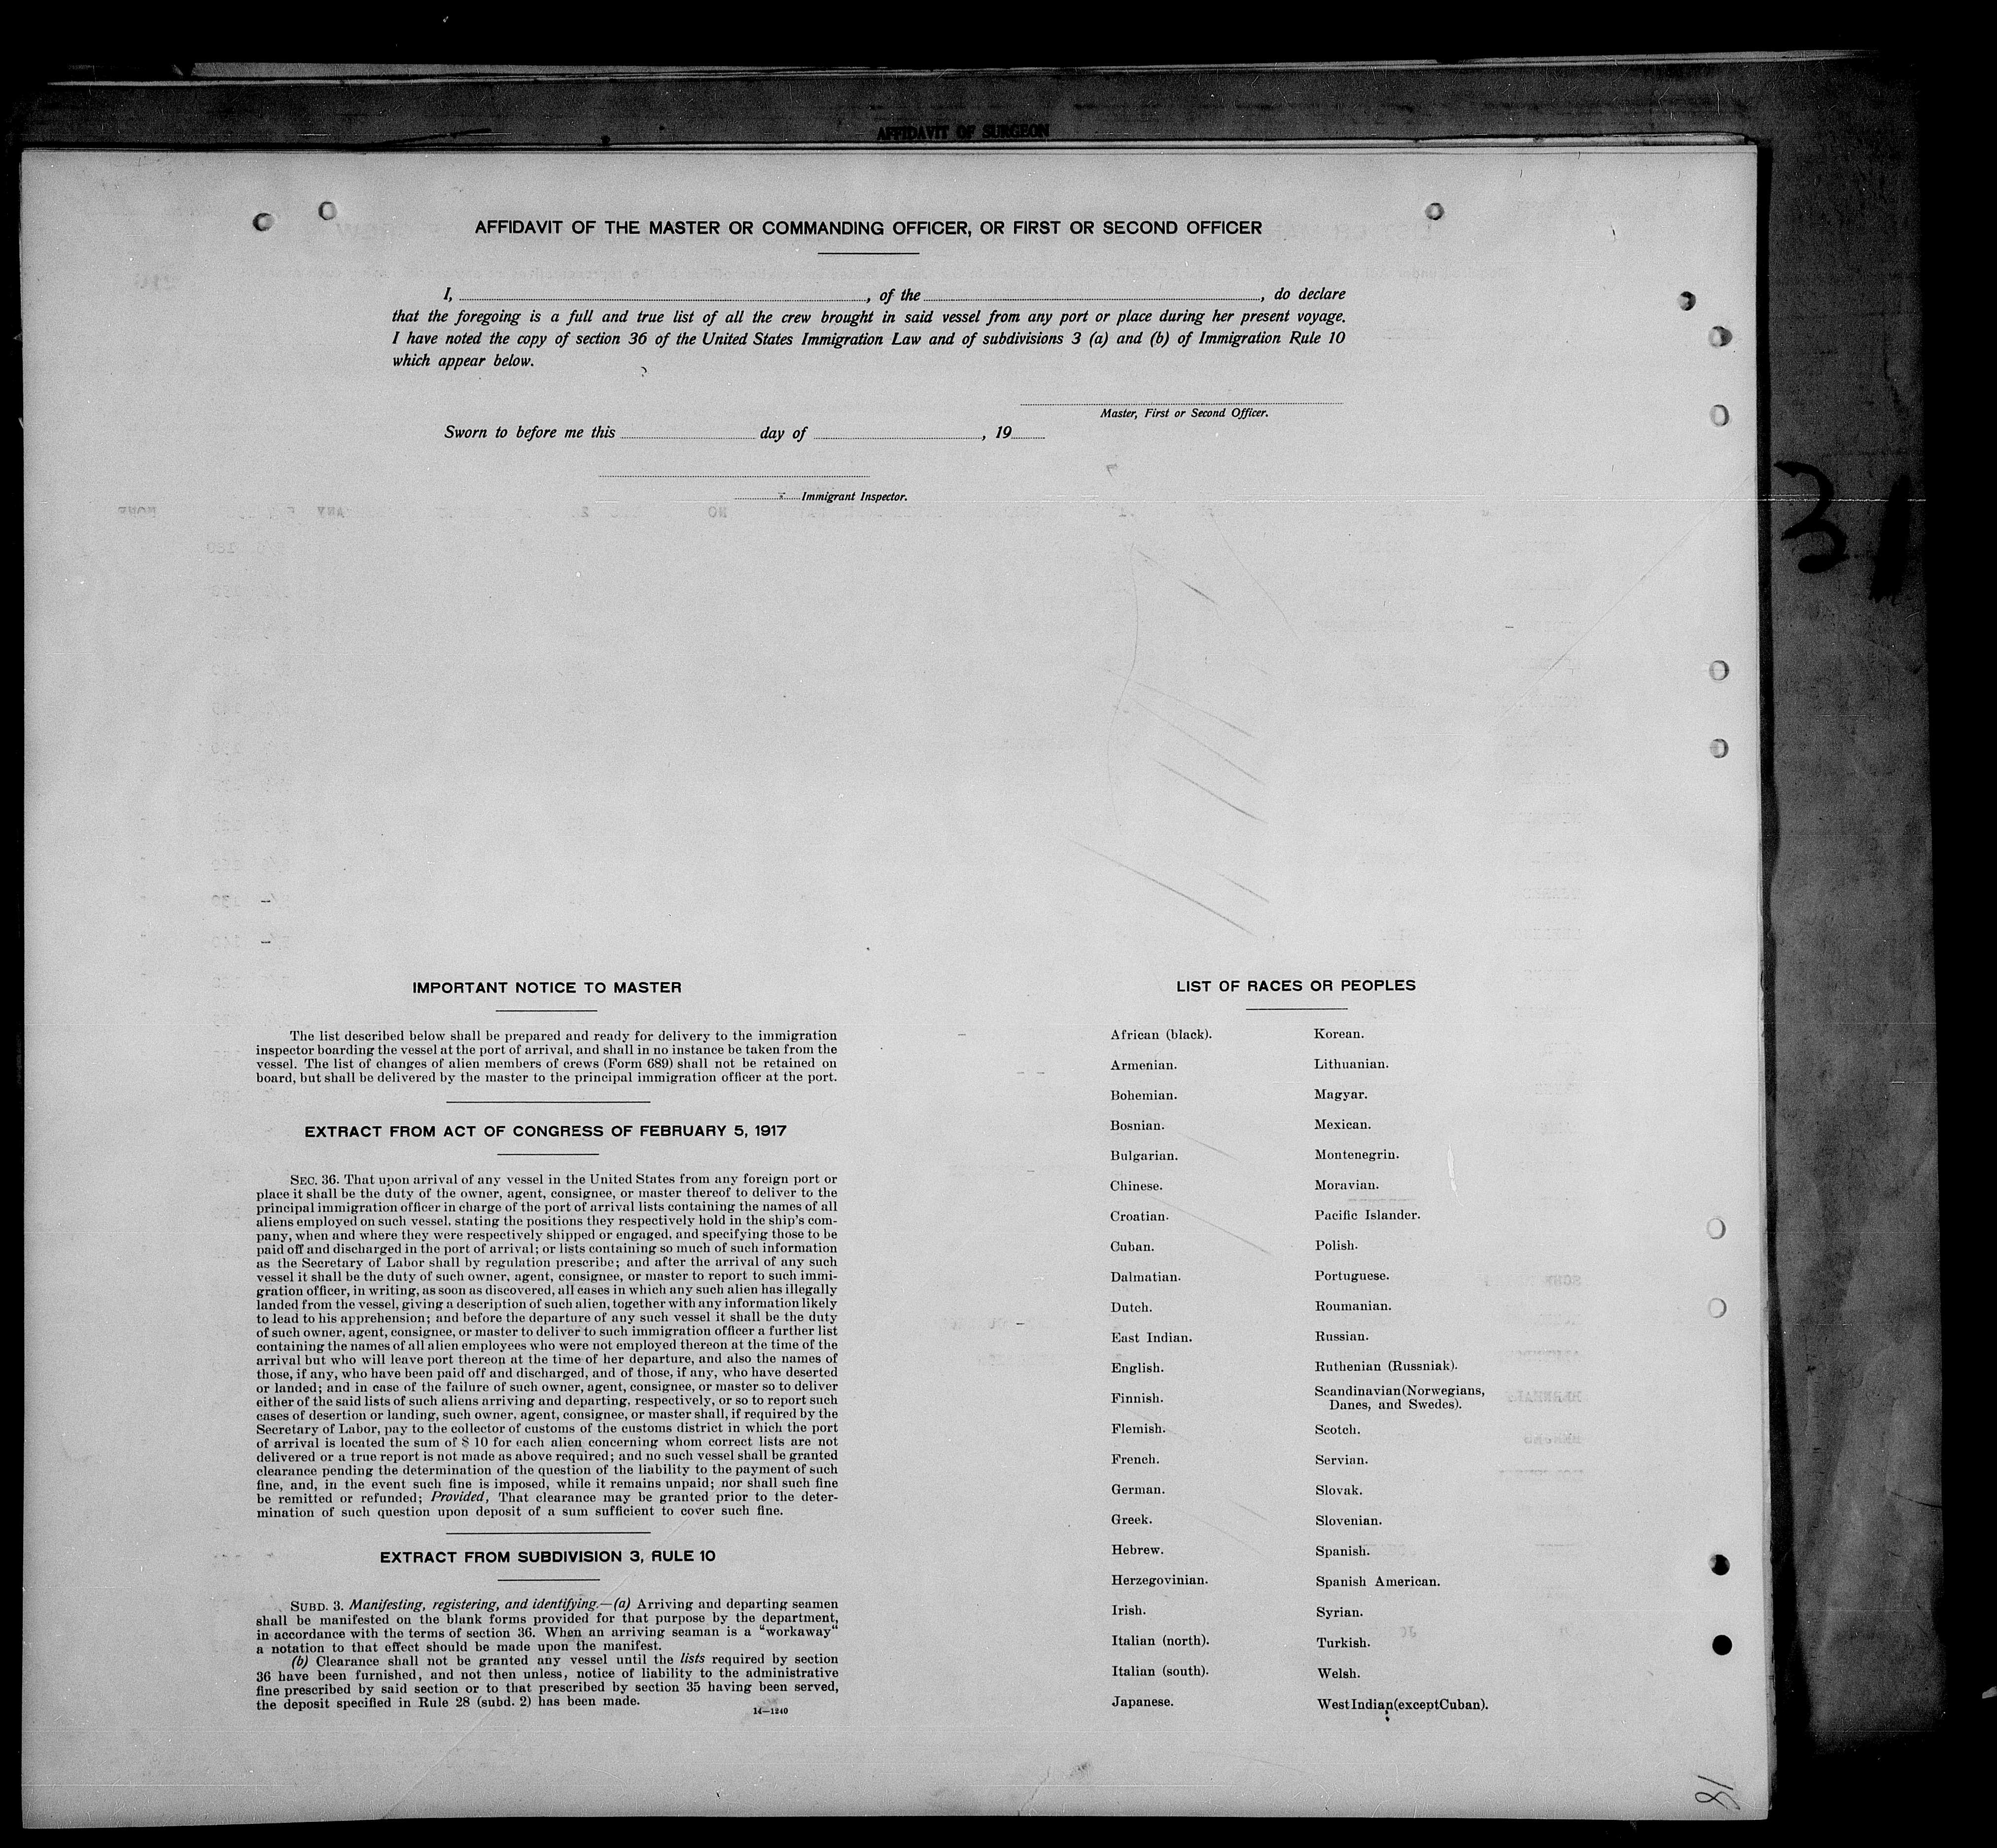 AFFIDAVIT OF SURGEON
AFFIDAVIT OF THE MASTER OR COMMANDING OFFICER, OR FIRST OR SECOND OFFICER
I, , of the , do declare
that the foregoing is a full and true list of all the crew brought in said vessel from any port or place during her present voyage.
I have noted the copy of section 36 of the United States Immigration Law and of subdivisions 3 (a) and (b) of Immigration Rule 10
which appear below.
Master, First or Second Officer.
Sworn to before me this day of , 19
Immigrant Inspector.
31
IMPORTANT NOTICE TO MASTER
The list described below shall be prepared and ready for delivery to the immigration
inspector boarding the vessel at the port of arrival, and shall in no instance be taken from the
vessel. The list of changes of alien members of crews (Form 689) shall not be retained on
board, but shall be delivered by the master to the principal immigration officer at the port.
EXTRACT FROM ACT OF CONGRESS OF FEBRUARY 5, 1917
SEC. 36. That upon arrival of any vessel in the United States from any foreign port or
place it shall be the duty of the owner, agent, consignee, or master thereof to deliver to the
principal immigration officer in charge of the port of arrival lists containing the names of all
aliens employed on such vessel, stating the positions they respectively hold in the ship's com-
pany, when and where they were respectively shipped or engaged, and specifying those to be
paid off and discharged in the port of arrival; or lists containing so much of such information
as the Secretary of Labor shall by regulation prescribe; and after the arrival of any such
vessel it shall be the duty of such owner, agent, consignee, or master to report to such immi-
gration officer, in writing, as soon as discovered, all cases in which any such alien has illegally
landed from the vessel, giving a description of such alien, together with any information likely
to lead to his apprehension; and before the departure of any such vessel it shall be the duty
of such owner, agent, consignee, or master to deliver to such immigration officer a further list
containing the names of all alien employees who were not employed thereon at the time of the
arrival but who will leave port thereon at the time of her departure, and also the names of
those, if any, who have been paid off and discharged, and of those, if any, who have deserted
or landed; and in case of the failure of such owner, agent, consignee, or master so to deliver
either of the said lists of such aliens arriving and departing, respectively, or so to report such
cases of desertion or landing, such owner, agent, consignee, or master shall, if required by the
Secretary of Labor, pay to the collector of customs of the customs district in which the port
of arrival is located the sum of $ 10 for each alien concerning whom correct lists are not
delivered or a true report is not made as above required; and no such vessel shall be granted
clearance pending the determination of the question of the liability to the payment of such
fine, and, in the event such fine is imposed, while it remains unpaid; nor shall such fine
be remitted or refunded; Provided, That clearance may be granted prior to the deter-
mination of such question upon deposit of a sum sufficient to cover such fine.
EXTRACT FROM SUBDIVISION 3, RULE 10
SUBD. 3. Manifesting, registering, and identifying.—(a) Arriving and departing seamen
shall be manifested on the blank forms provided for that purpose by the department,
in accordance with the terms of section 36. When an arriving seaman is a “workaway“
a notation to that effect should be made upon the manifest.
(b) Clearance shall not be granted any vessel until the lists required by section
36 have been furnished, and not then unless, notice of liability to the administrative
fine prescribed by said section or to that prescribed by section 35 having been served,
the deposit specified in Rule 28 (subd. 2) has been made.
14—1240
LIST OF RACES OR PEOPLES
African (black).
Armenian.
Bohemian.
Bosnian.
Bulgarian.
Chinese.
Croatian.
Cuban.
Dalmatian.
Dutch.
East Indian.
English.
Finnish.
Flemish.
French.
German.
Greek.
Hebrew.
Herzegovinian.
Irish.
Italian (north).
Italian (south).
Japanese.
Korean.
Lithuanian.
Magyar.
Mexican.
Montenegrin.
Moravian.
Pacific Islander.
Polish.
Portuguese.
Roumanian.
Russian.
Ruthenian (Russniak).
Scandinavian (Norwegians,
Danes, and Swedes).
Scotch.
Servian.
Slovak.
Slovenian.
Spanish.
Spanish American.
Syrian.
Turkish.
Welsh.
West Indian (except Cuban).